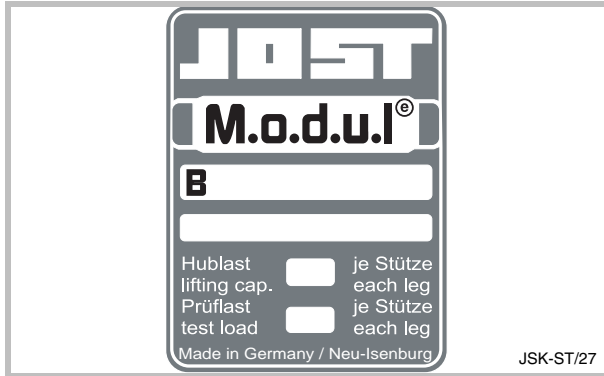 JOST
M.o.d.u.l®
B
Hublast je Stütze
lifting cap. each leg
Prüflast je Stütze
test load each leg
Made in Germany / Neu-Isenburg
JSK-ST/27